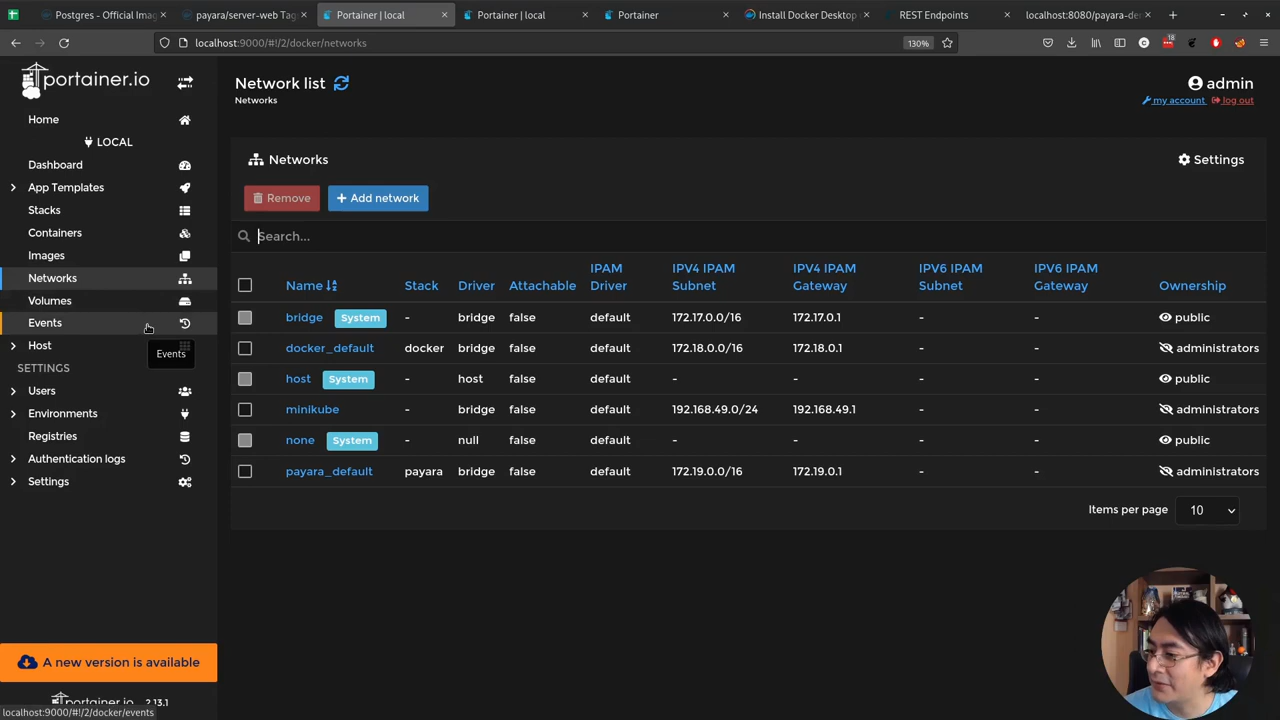 Postgres - Official Imag
payara/server-web Tag
Portainer | local
Portainer | local
Portainer
Install Docker Desktop
REST Endpoints
localhost:8080/payara-de
localhost:9000/#!/2/docker/networks
130%
18
portainer.io
Home
LOCAL
Dashboard
App Templates
Stacks
Containers
Images
Networks
Volumes
Events
Host
Events
SETTINGS
Users
Environments
Registries
Authentication logs
Settings
A new version is available
portainer.io 2.13.1
localhost:9000/#!/2/docker/events
Network list
Networks
admin
my account log out
Networks
Settings
Remove
Add network
Search...
Name Stack Driver Attachable IPAM Driver IPV4 IPAM Subnet IPV4 IPAM Gateway IPV6 IPAM Subnet IPV6 IPAM Gateway Ownership
bridge System - bridge false default 172.17.0.0/16 172.17.0.1 - - public
docker_default docker bridge false default 172.18.0.0/16 172.18.0.1 - - administrators
host System - host false default - - - - public
minikube - bridge false default 192.168.49.0/24 192.168.49.1 - - administrators
none System - null false default - - - - public
payara_default payara bridge false default 172.19.0.0/16 172.19.0.1 - - administrators
Items per page 10